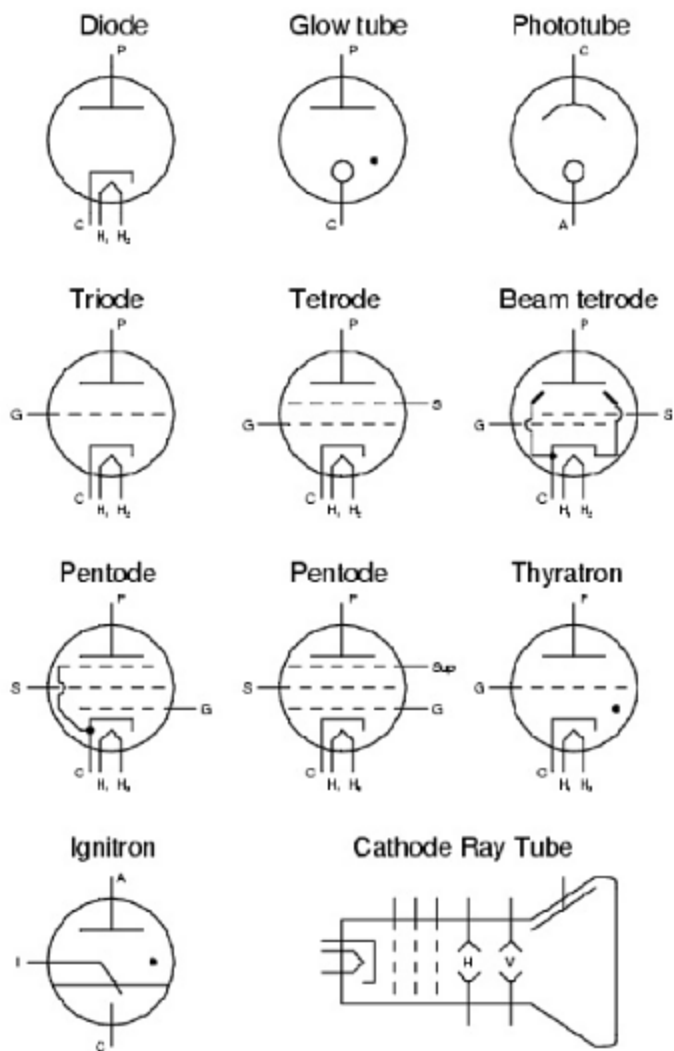 Diode Glow tube Phototube
P P C
C H₁ H₂ C A
Triode Tetrode Beam tetrode
P P P
G S G G S
C H₁ H₂ C H₁ H₂ C H₁ H₂
Pentode Pentode Thyratron
P P P
Sup
S G S G G
C H₁ H₂ C H₁ H₂ C H₁ H₂
Ignitron Cathode Ray Tube
A
I H V
C